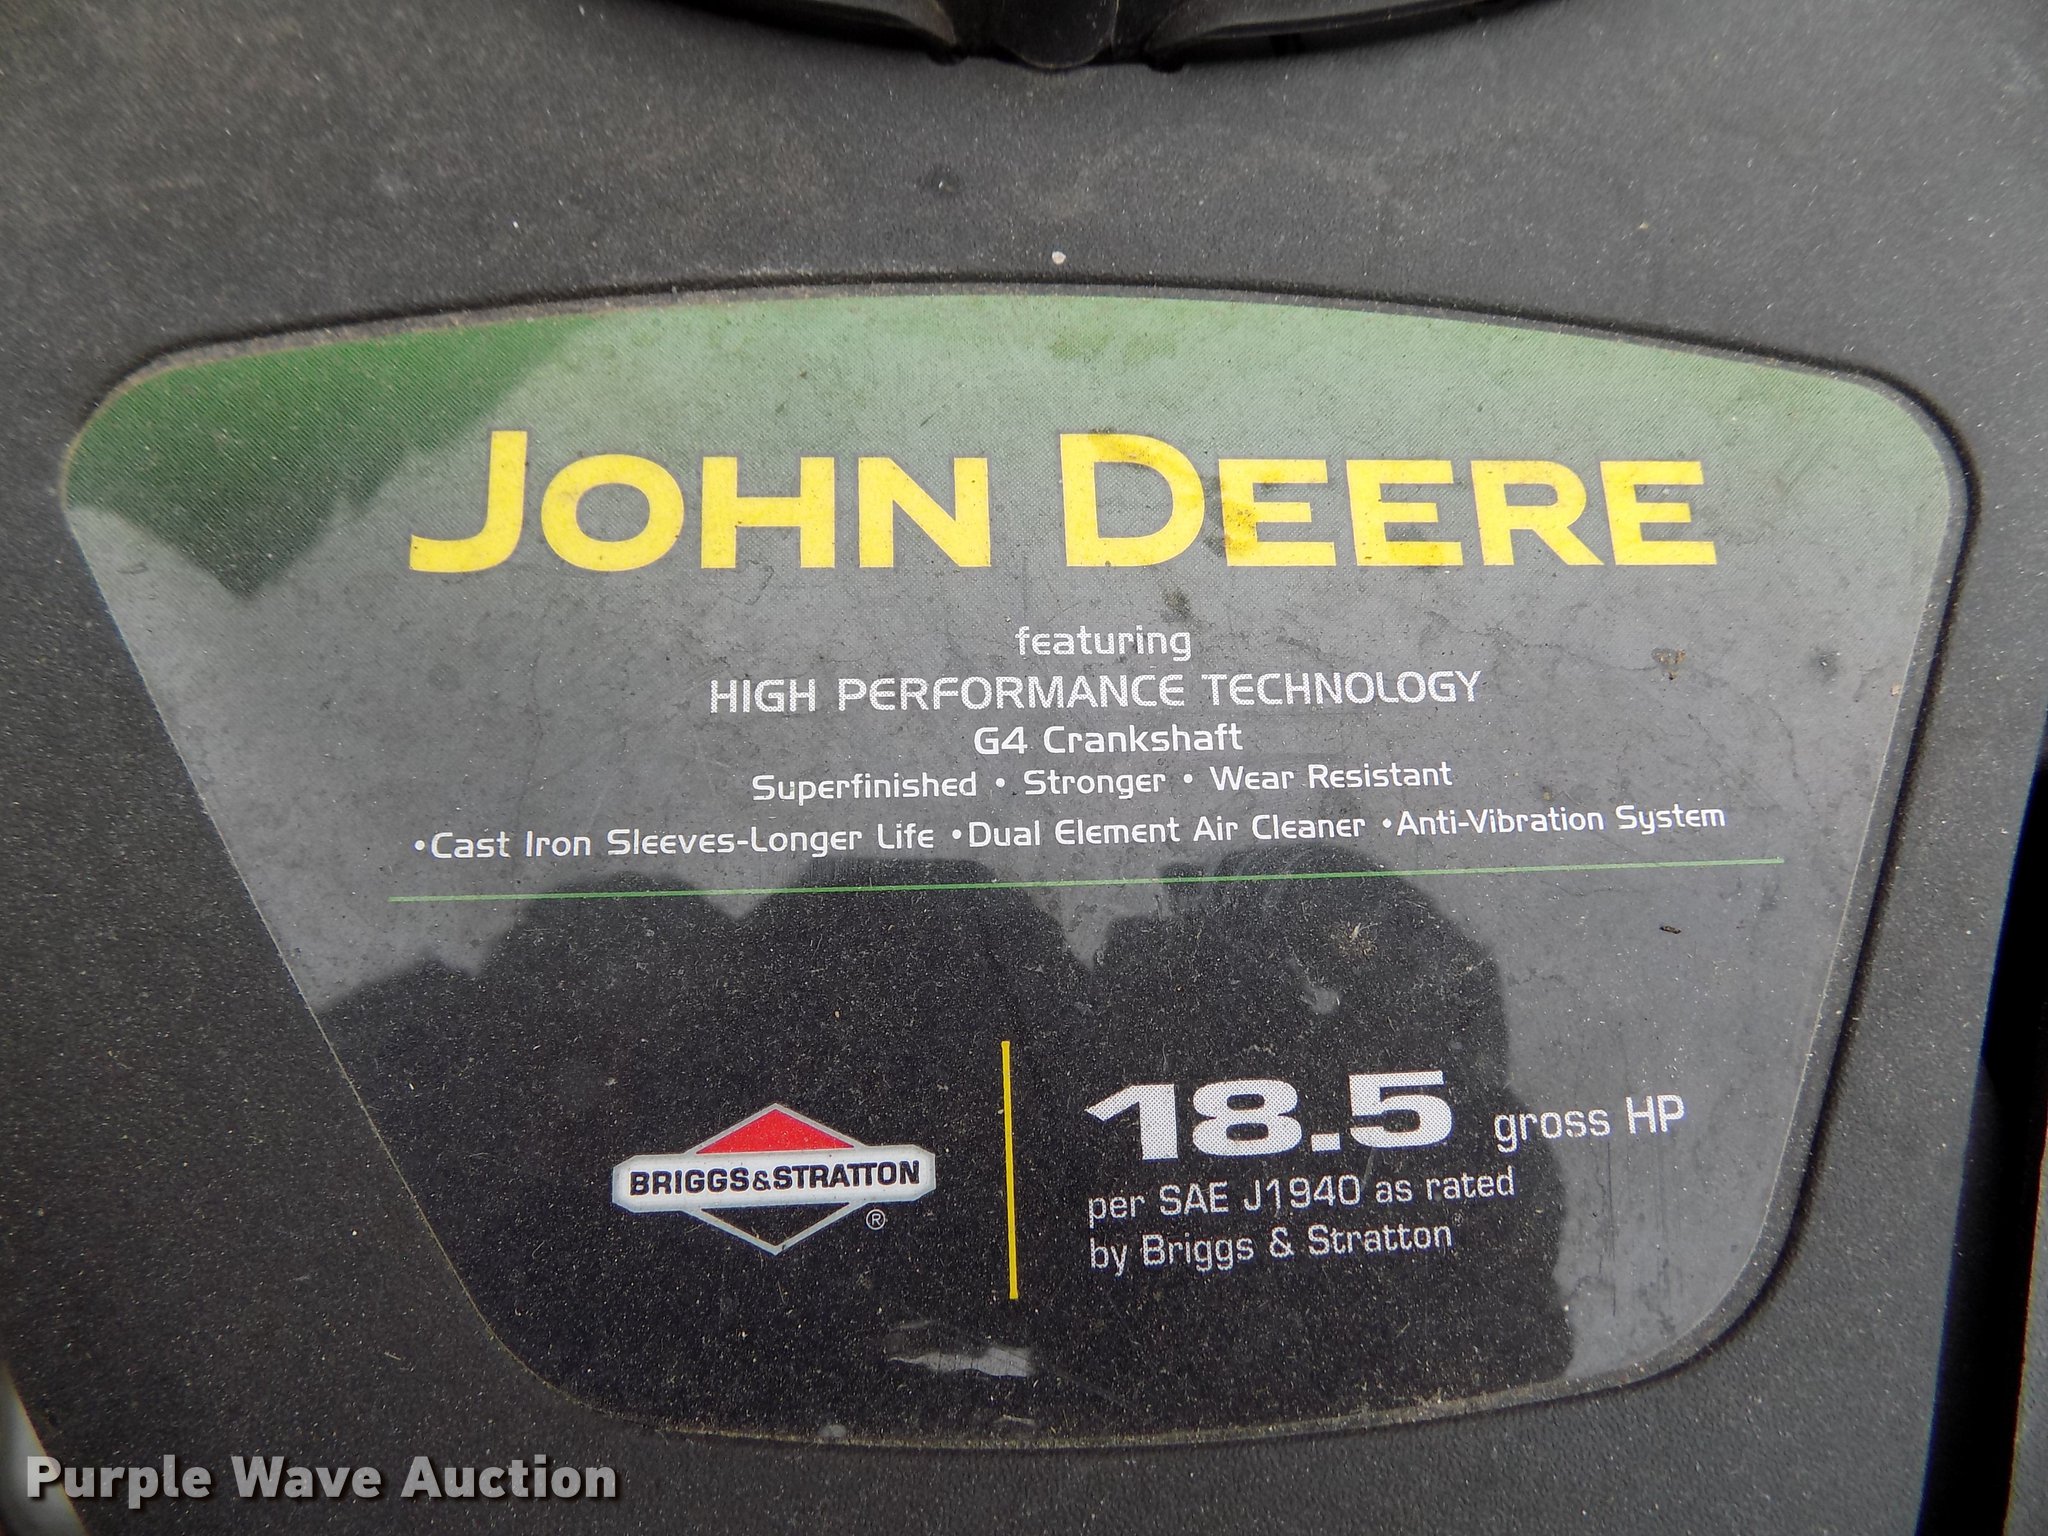 JOHN DEERE
featuring
HIGH PERFORMANCE TECHNOLOGY
G4 Crankshaft
Superfinished • Stronger • Wear Resistant
•Cast Iron Sleeves-Longer Life •Dual Element Air Cleaner •Anti-Vibration System
BRIGGS&STRATTON
®
18.5 gross HP
per SAE J1940 as rated
by Briggs & Stratton
Purple Wave Auction